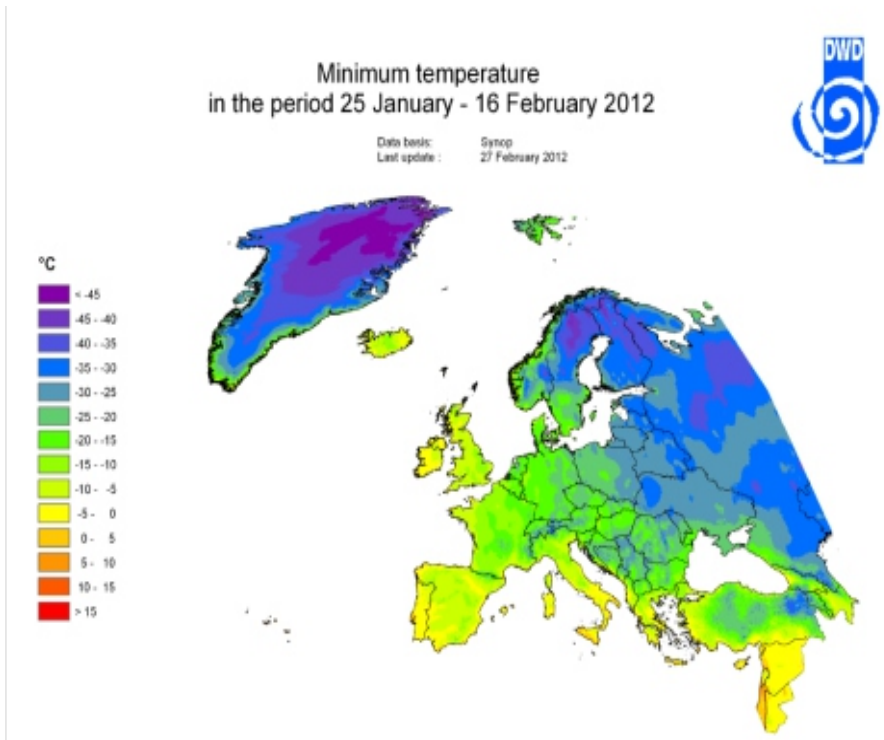 DWD
Minimum temperature
in the period 25 January - 16 February 2012
Data basis: Synop
Last update : 27 February 2012
°C
< -45
-45 - -40
-40 - -35
-35 - -30
-30 - -25
-25 - -20
-20 - -15
-15 - -10
-10 - -5
-5 - 0
0 - 5
5 - 10
10 - 15
> 15